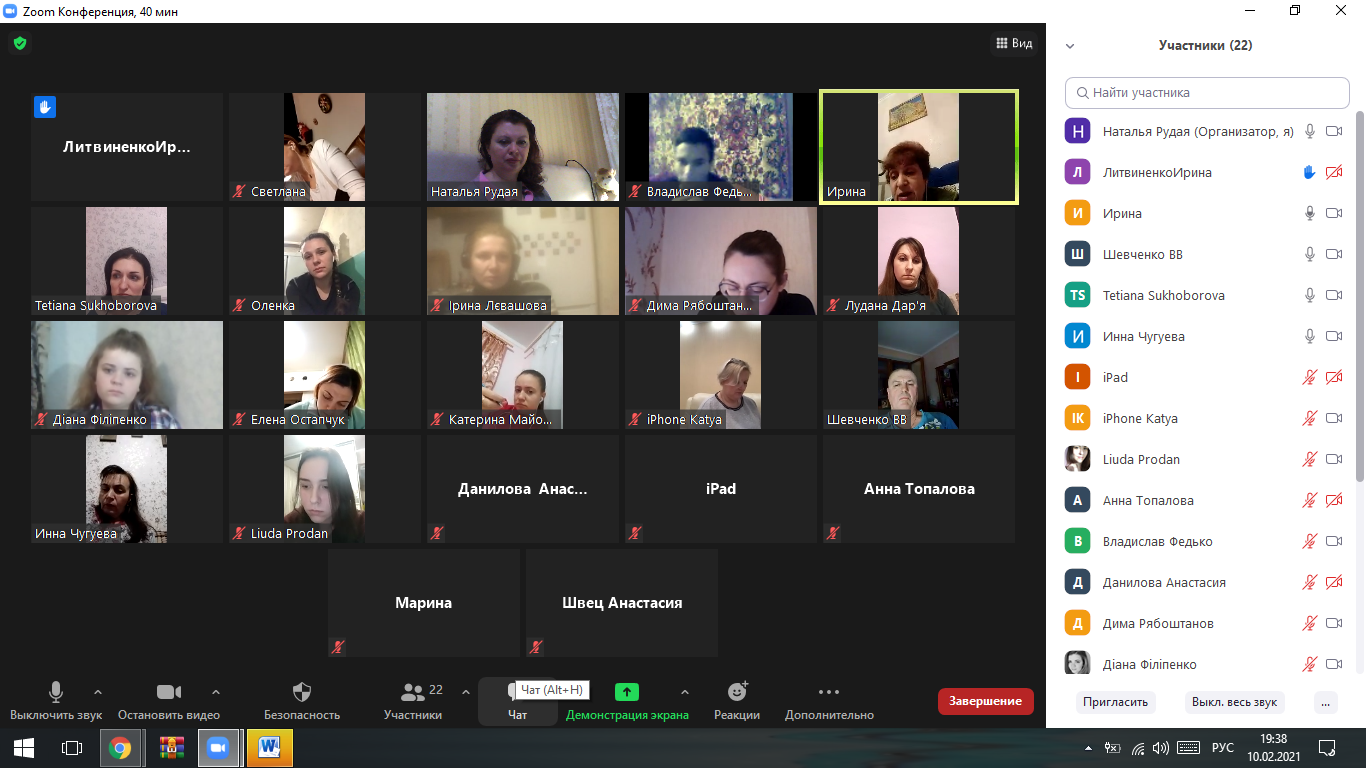 Zoom Конференция, 40 мин
Вид
ЛитвиненкоИр...
Светлана
Наталья Рудая
Владислав Федь...
Ирина
Tetiana Sukhoborova
Оленка
Ірина Лєвашова
Дима Рябоштан...
Лудана Дар'я
Діана Філіпенко
Елена Остапчук
Катерина Майо...
iPhone Katya
Шевченко ВВ
Инна Чугуева
Liuda Prodan
Данилова Анас...
iPad
Анна Топалова
Марина
Швец Анастасия
Чат (Alt+H)
22
Выключить звук
Остановить видео
Безопасность
Участники
Чат
Демонстрация экрана
Реакции
Дополнительно
Завершение
Участники (22)
Найти участника
Н Наталья Рудая (Организатор, я)
Л ЛитвиненкоИрина
И Ирина
Ш Шевченко ВВ
TS Tetiana Sukhoborova
И Инна Чугуева
I iPad
IK iPhone Katya
Liuda Prodan
А Анна Топалова
В Владислав Федько
Д Данилова Анастасия
Д Дима Рябоштанов
Діана Філіпенко
Пригласить
Выкл. весь звук
...
W
РУС
19:38
10.02.2021